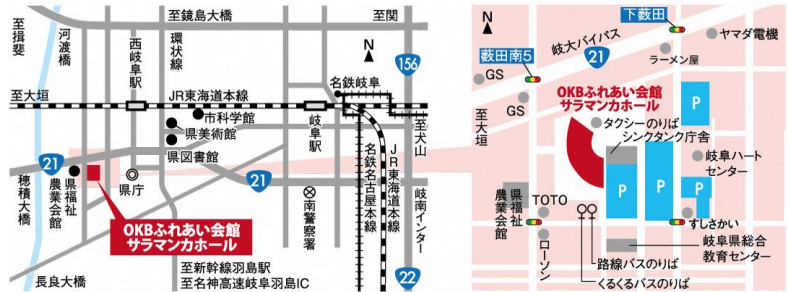 至鏡島大橋
至関
至揖斐
河渡橋
西岐阜駅
環状線
N
156
名鉄岐阜
至大垣
JR東海道本線
市科学館
県美術館
県図書館
岐阜駅
至犬山
JR東海道本線
名鉄名古屋本線
21
穂積大橋
県福祉
農業会館
県庁
21
南警察署
岐南インター
OKBふれあい会館
サラマンカホール
長良大橋
至新幹線羽島駅
至名神高速岐阜羽島IC
22
N
下薮田
ヤマダ電機
岐大バイパス
21
薮田南5
ラーメン屋
GS
GS
OKBふれあい会館
サラマンカホール
P
至大垣
タクシーのりば
シンクタンク庁舎
岐阜ハート
センター
P
P
P
県福祉
農業会館
TOTO
ローソン
すしさかい
岐阜県総合
教育センター
路線バスのりば
くるくるバスのりば